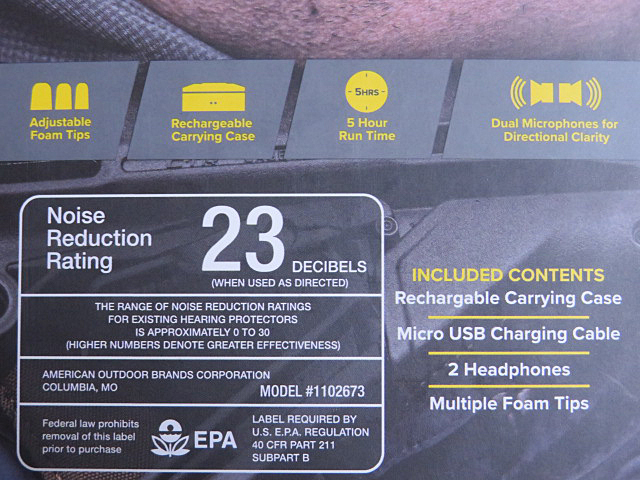 Adjustable
Foam Tips
Rechargeable
Carrying Case
5HRS
5 Hour
Run Time
Dual Microphones for
Directional Clarity
Noise
Reduction
Rating
23
DECIBELS
(WHEN USED AS DIRECTED)
THE RANGE OF NOISE REDUCTION RATINGS
FOR EXISTING HEARING PROTECTORS
IS APPROXIMATELY 0 TO 30
(HIGHER NUMBERS DENOTE GREATER EFFECTIVENESS)
AMERICAN OUTDOOR BRANDS CORPORATION
COLUMBIA, MO
MODEL #1102673
Federal law prohibits
removal of this label
prior to purchase
EPA
LABEL REQUIRED BY
U.S. E.P.A. REGULATION
40 CFR PART 211
SUBPART B
INCLUDED CONTENTS
Rechargable Carrying Case
Micro USB Charging Cable
2 Headphones
Multiple Foam Tips